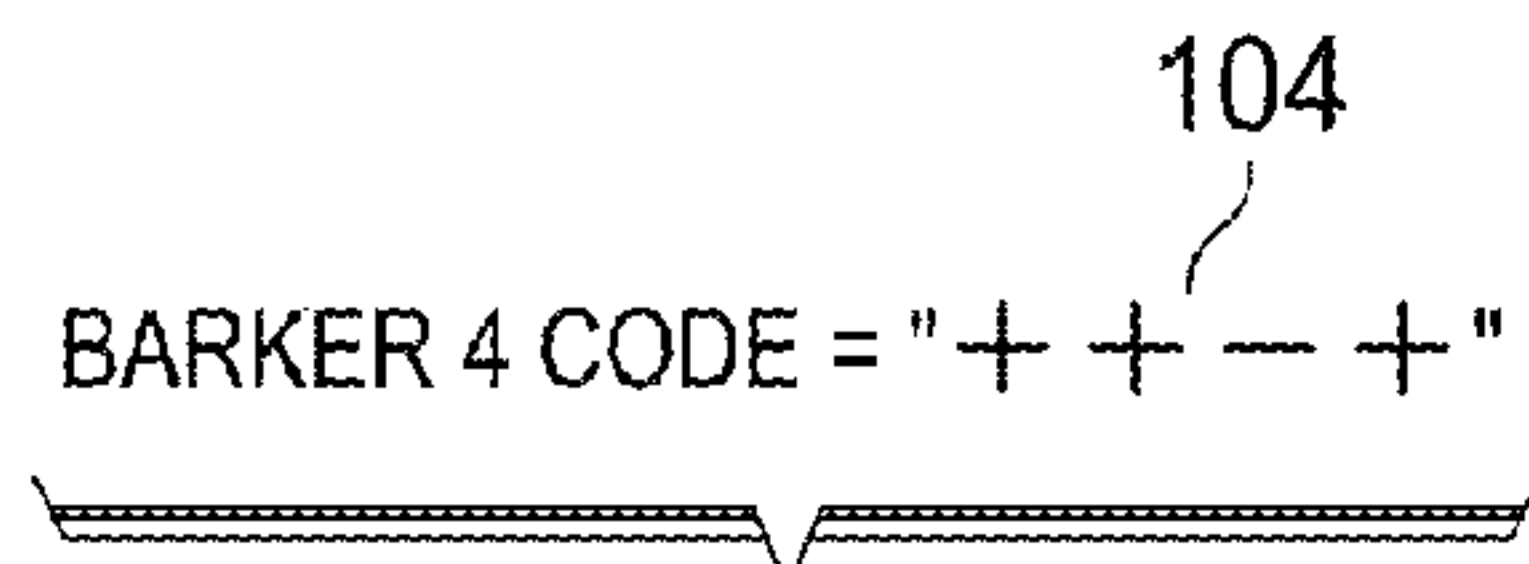 104
BARKER 4 CODE = "+ + — +"